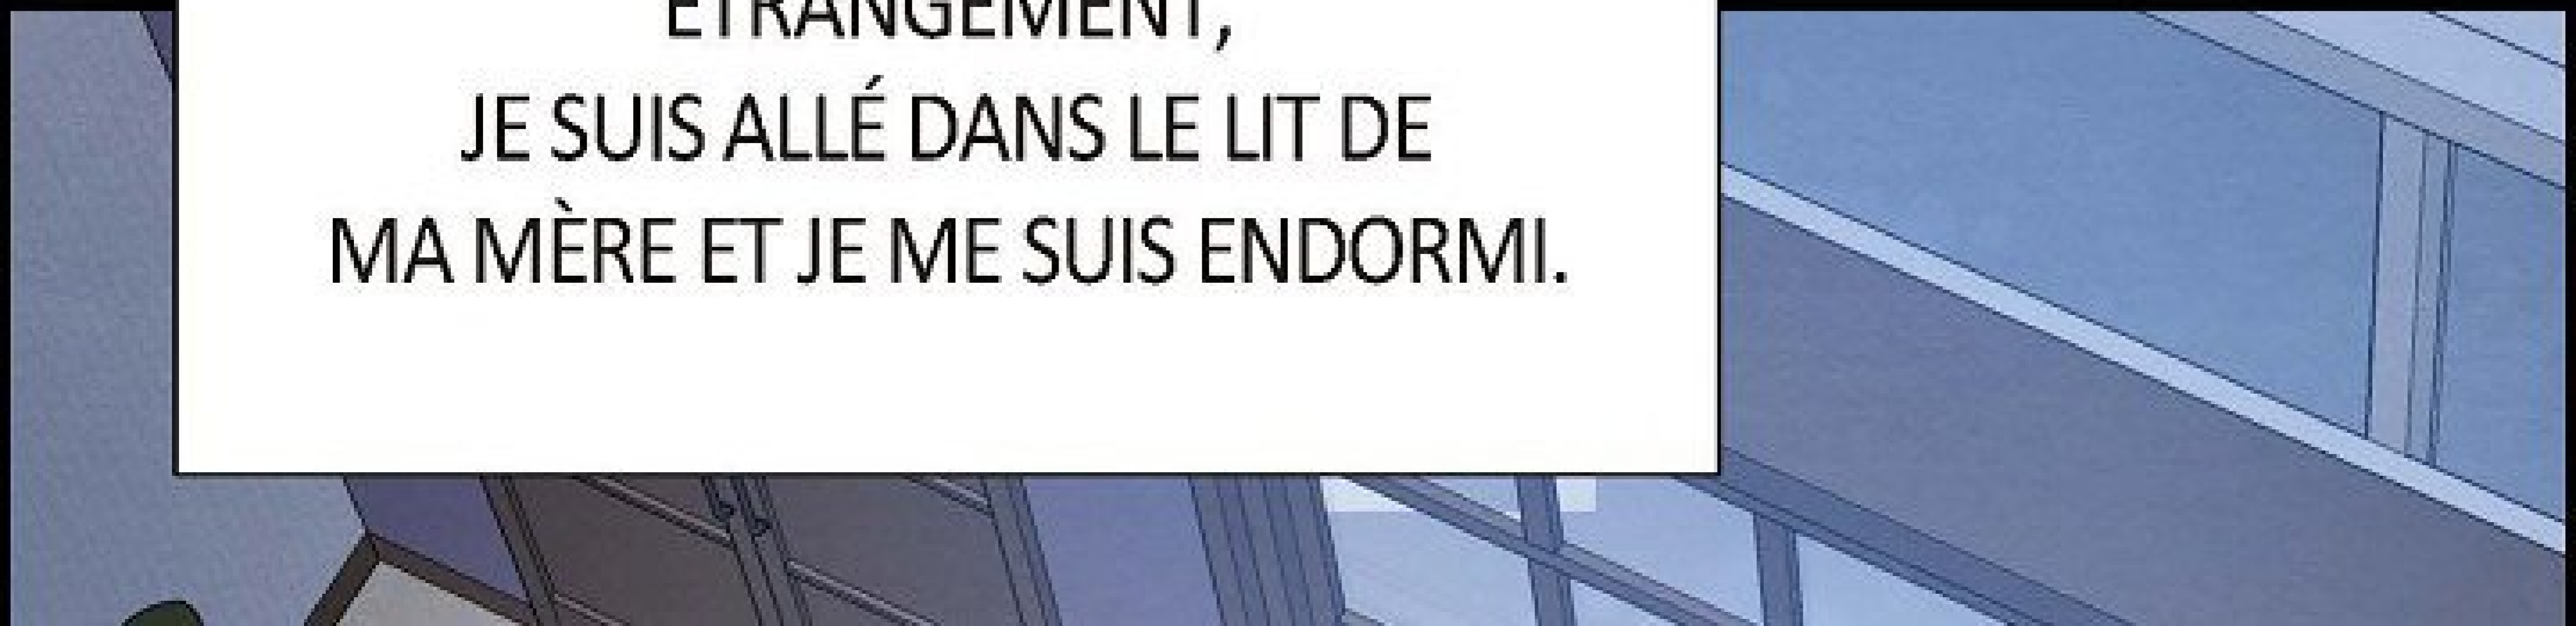 ÉTRANGEMENT,
JE SUIS ALLÉ DANS LE LIT DE
MA MÈRE ET JE ME SUIS ENDORMI.